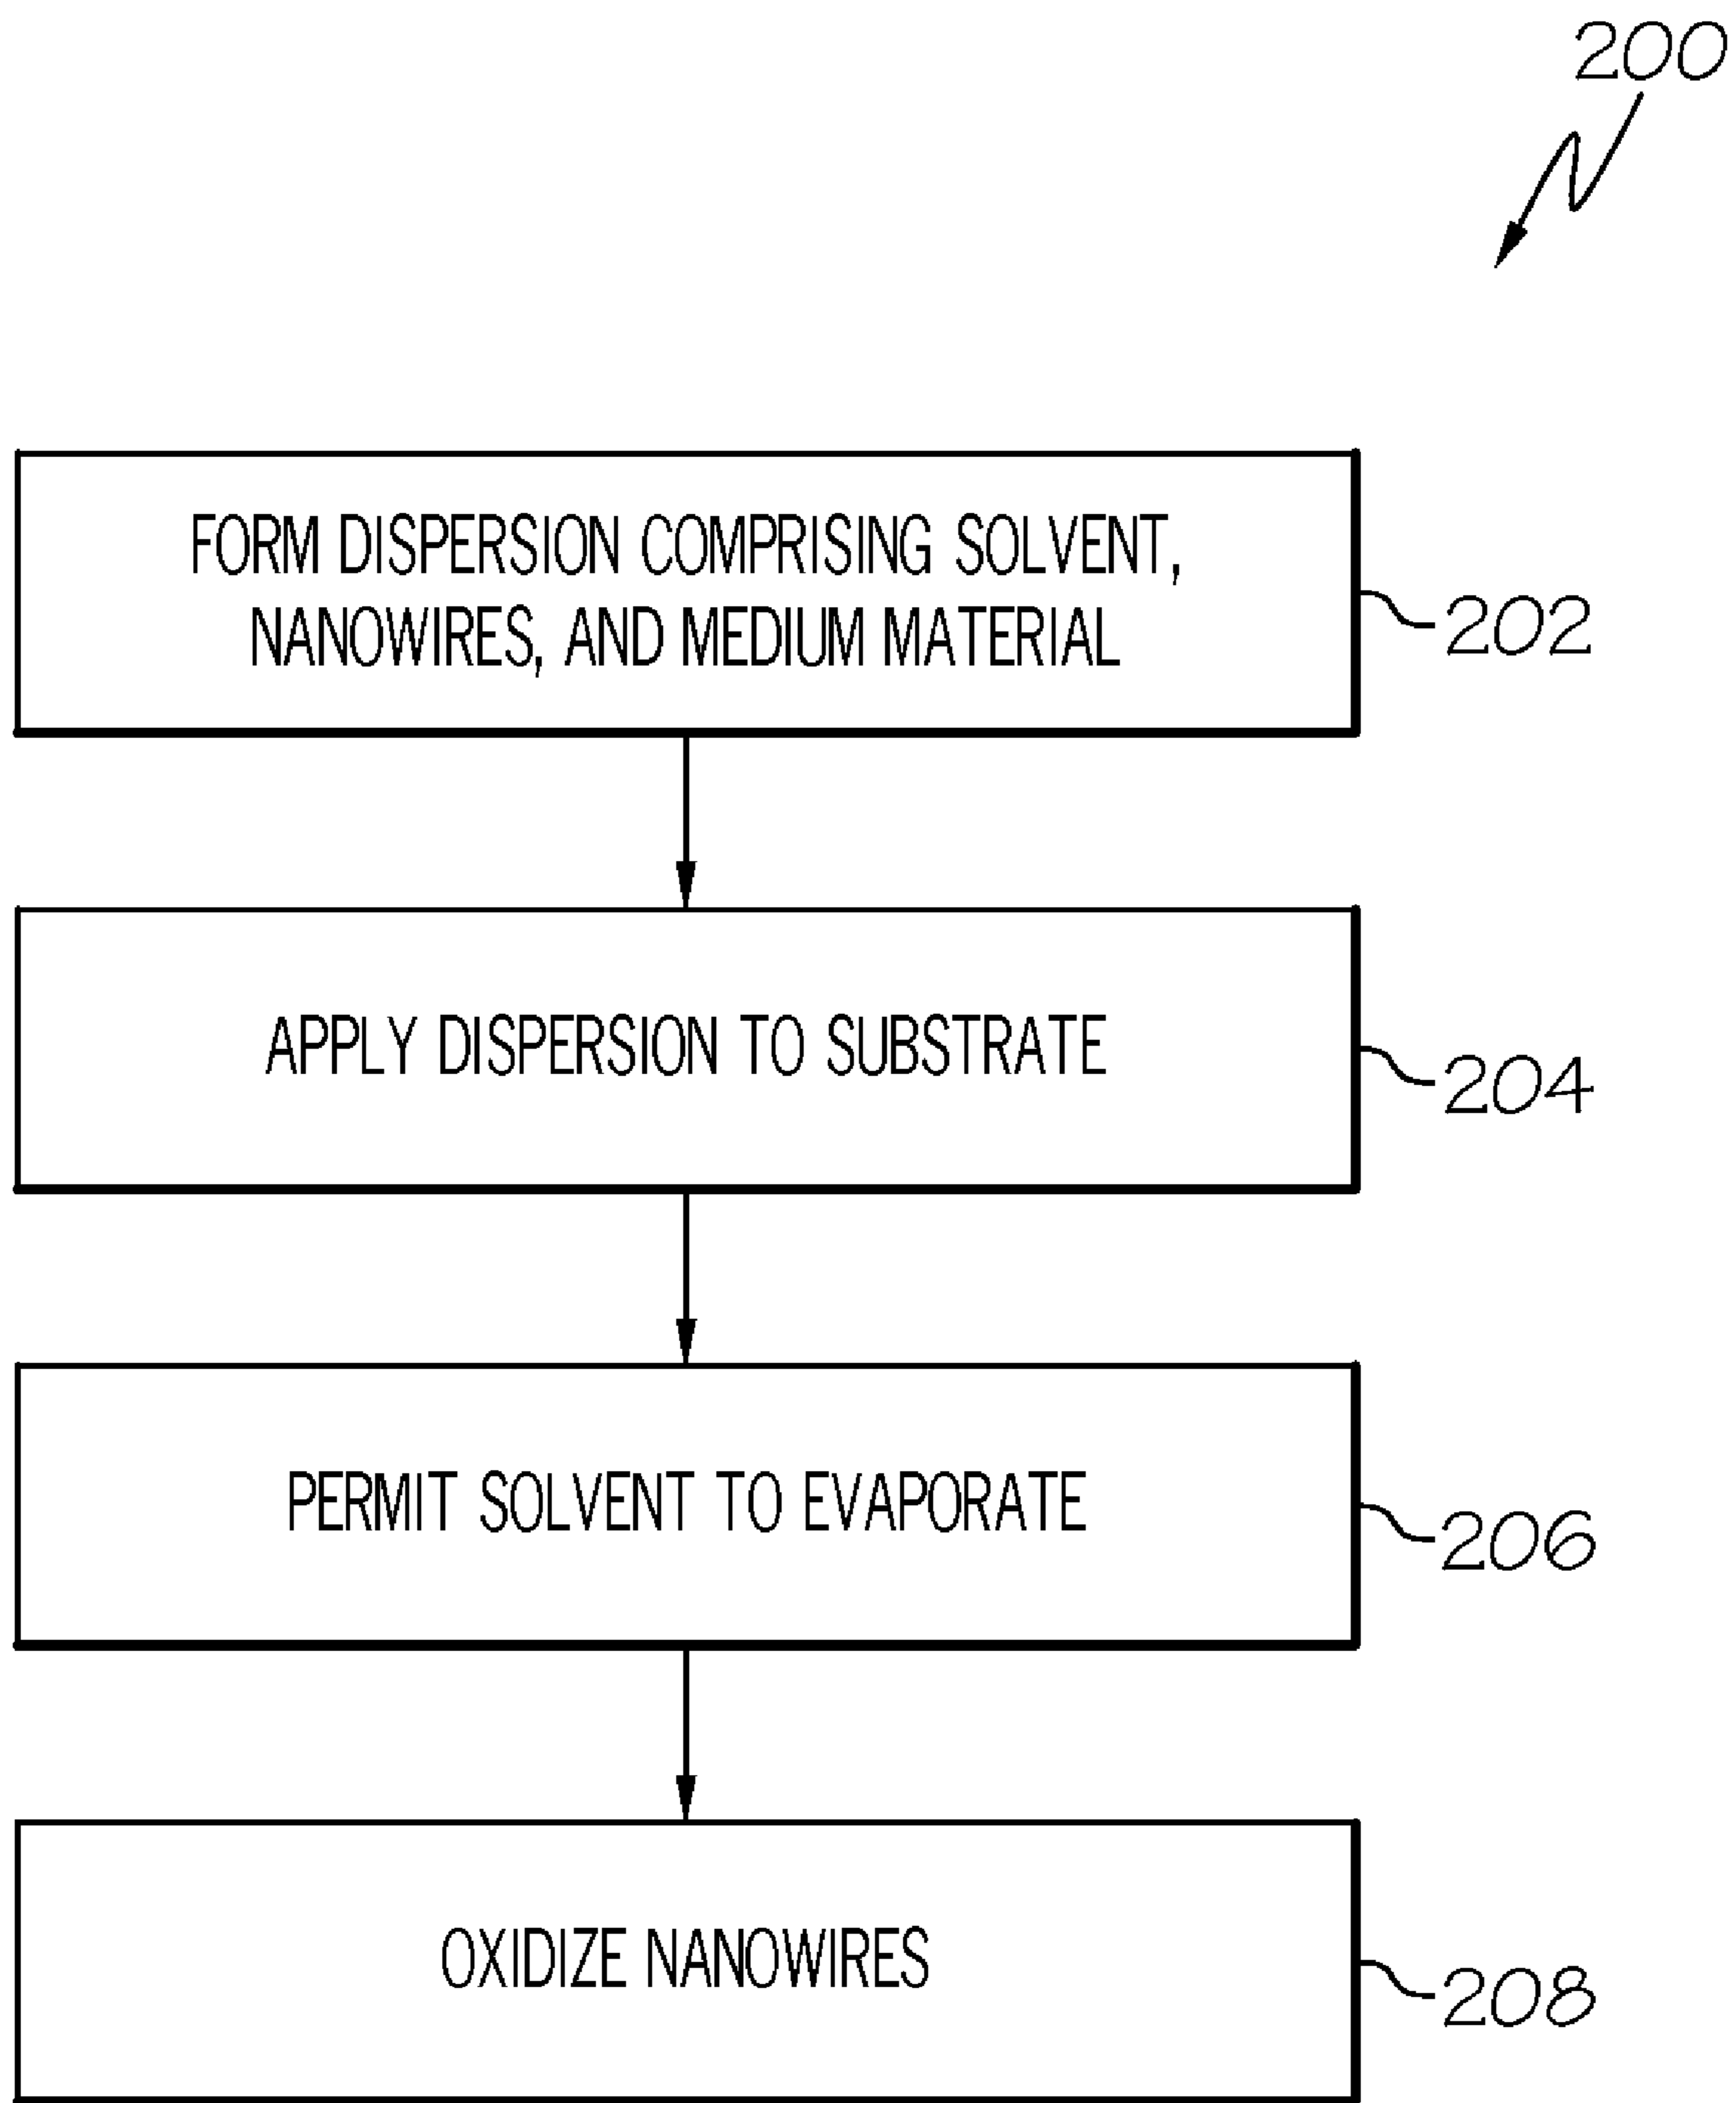 200
FORM DISPERSION COMPRISING SOLVENT,
NANOWIRES, AND MEDIUM MATERIAL
202
APPLY DISPERSION TO SUBSTRATE
204
PERMIT SOLVENT TO EVAPORATE
206
OXIDIZE NANOWIRES
208